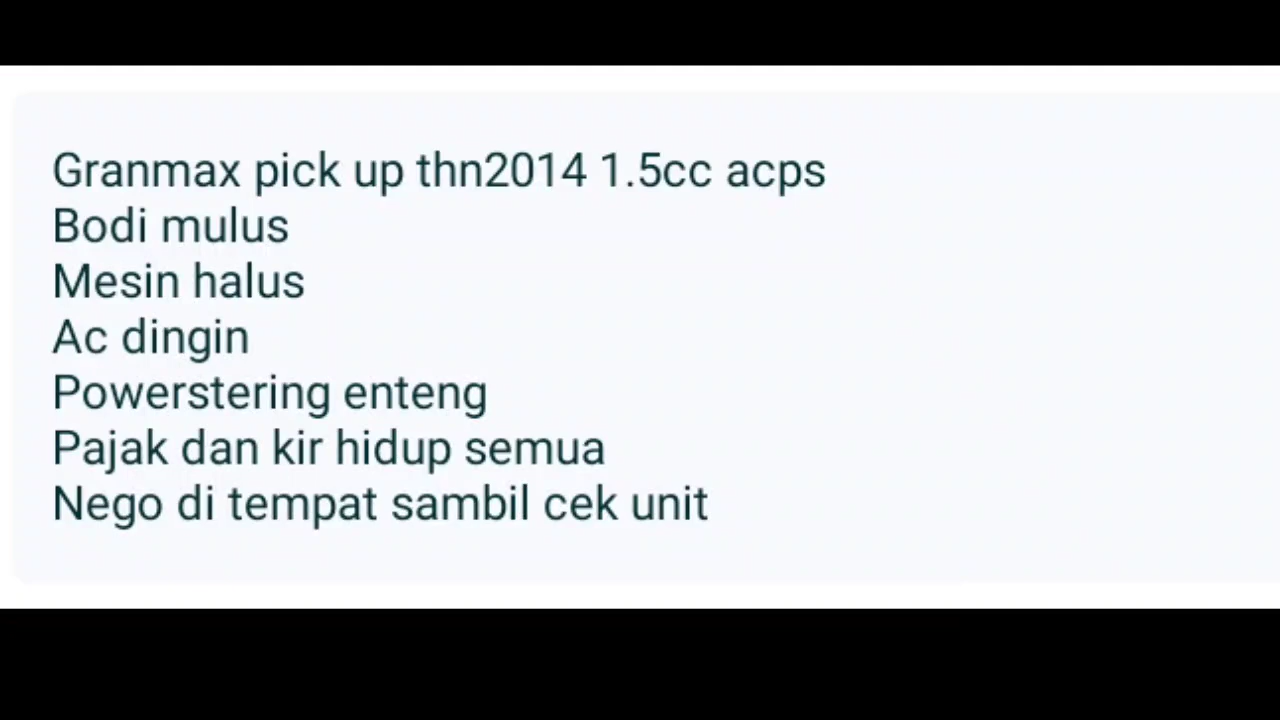 Granmax pick up thn2014 1.5cc acps
Bodi mulus
Mesin halus
Ac dingin
Powerstering enteng
Pajak dan kir hidup semua
Nego di tempat sambil cek unit